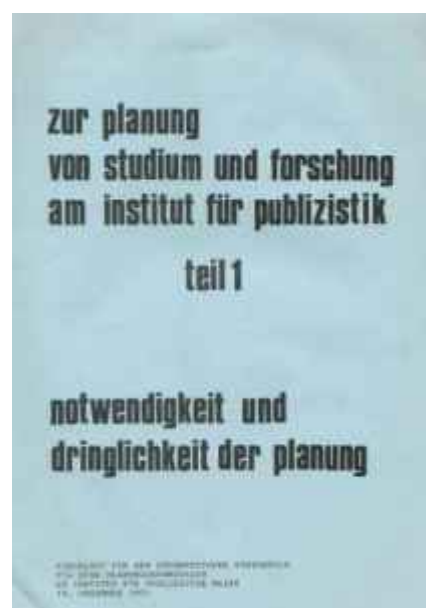 zur planung
von studium und forschung
am institut für publizistik
teil 1
notwendigkeit und
dringlichkeit der planung